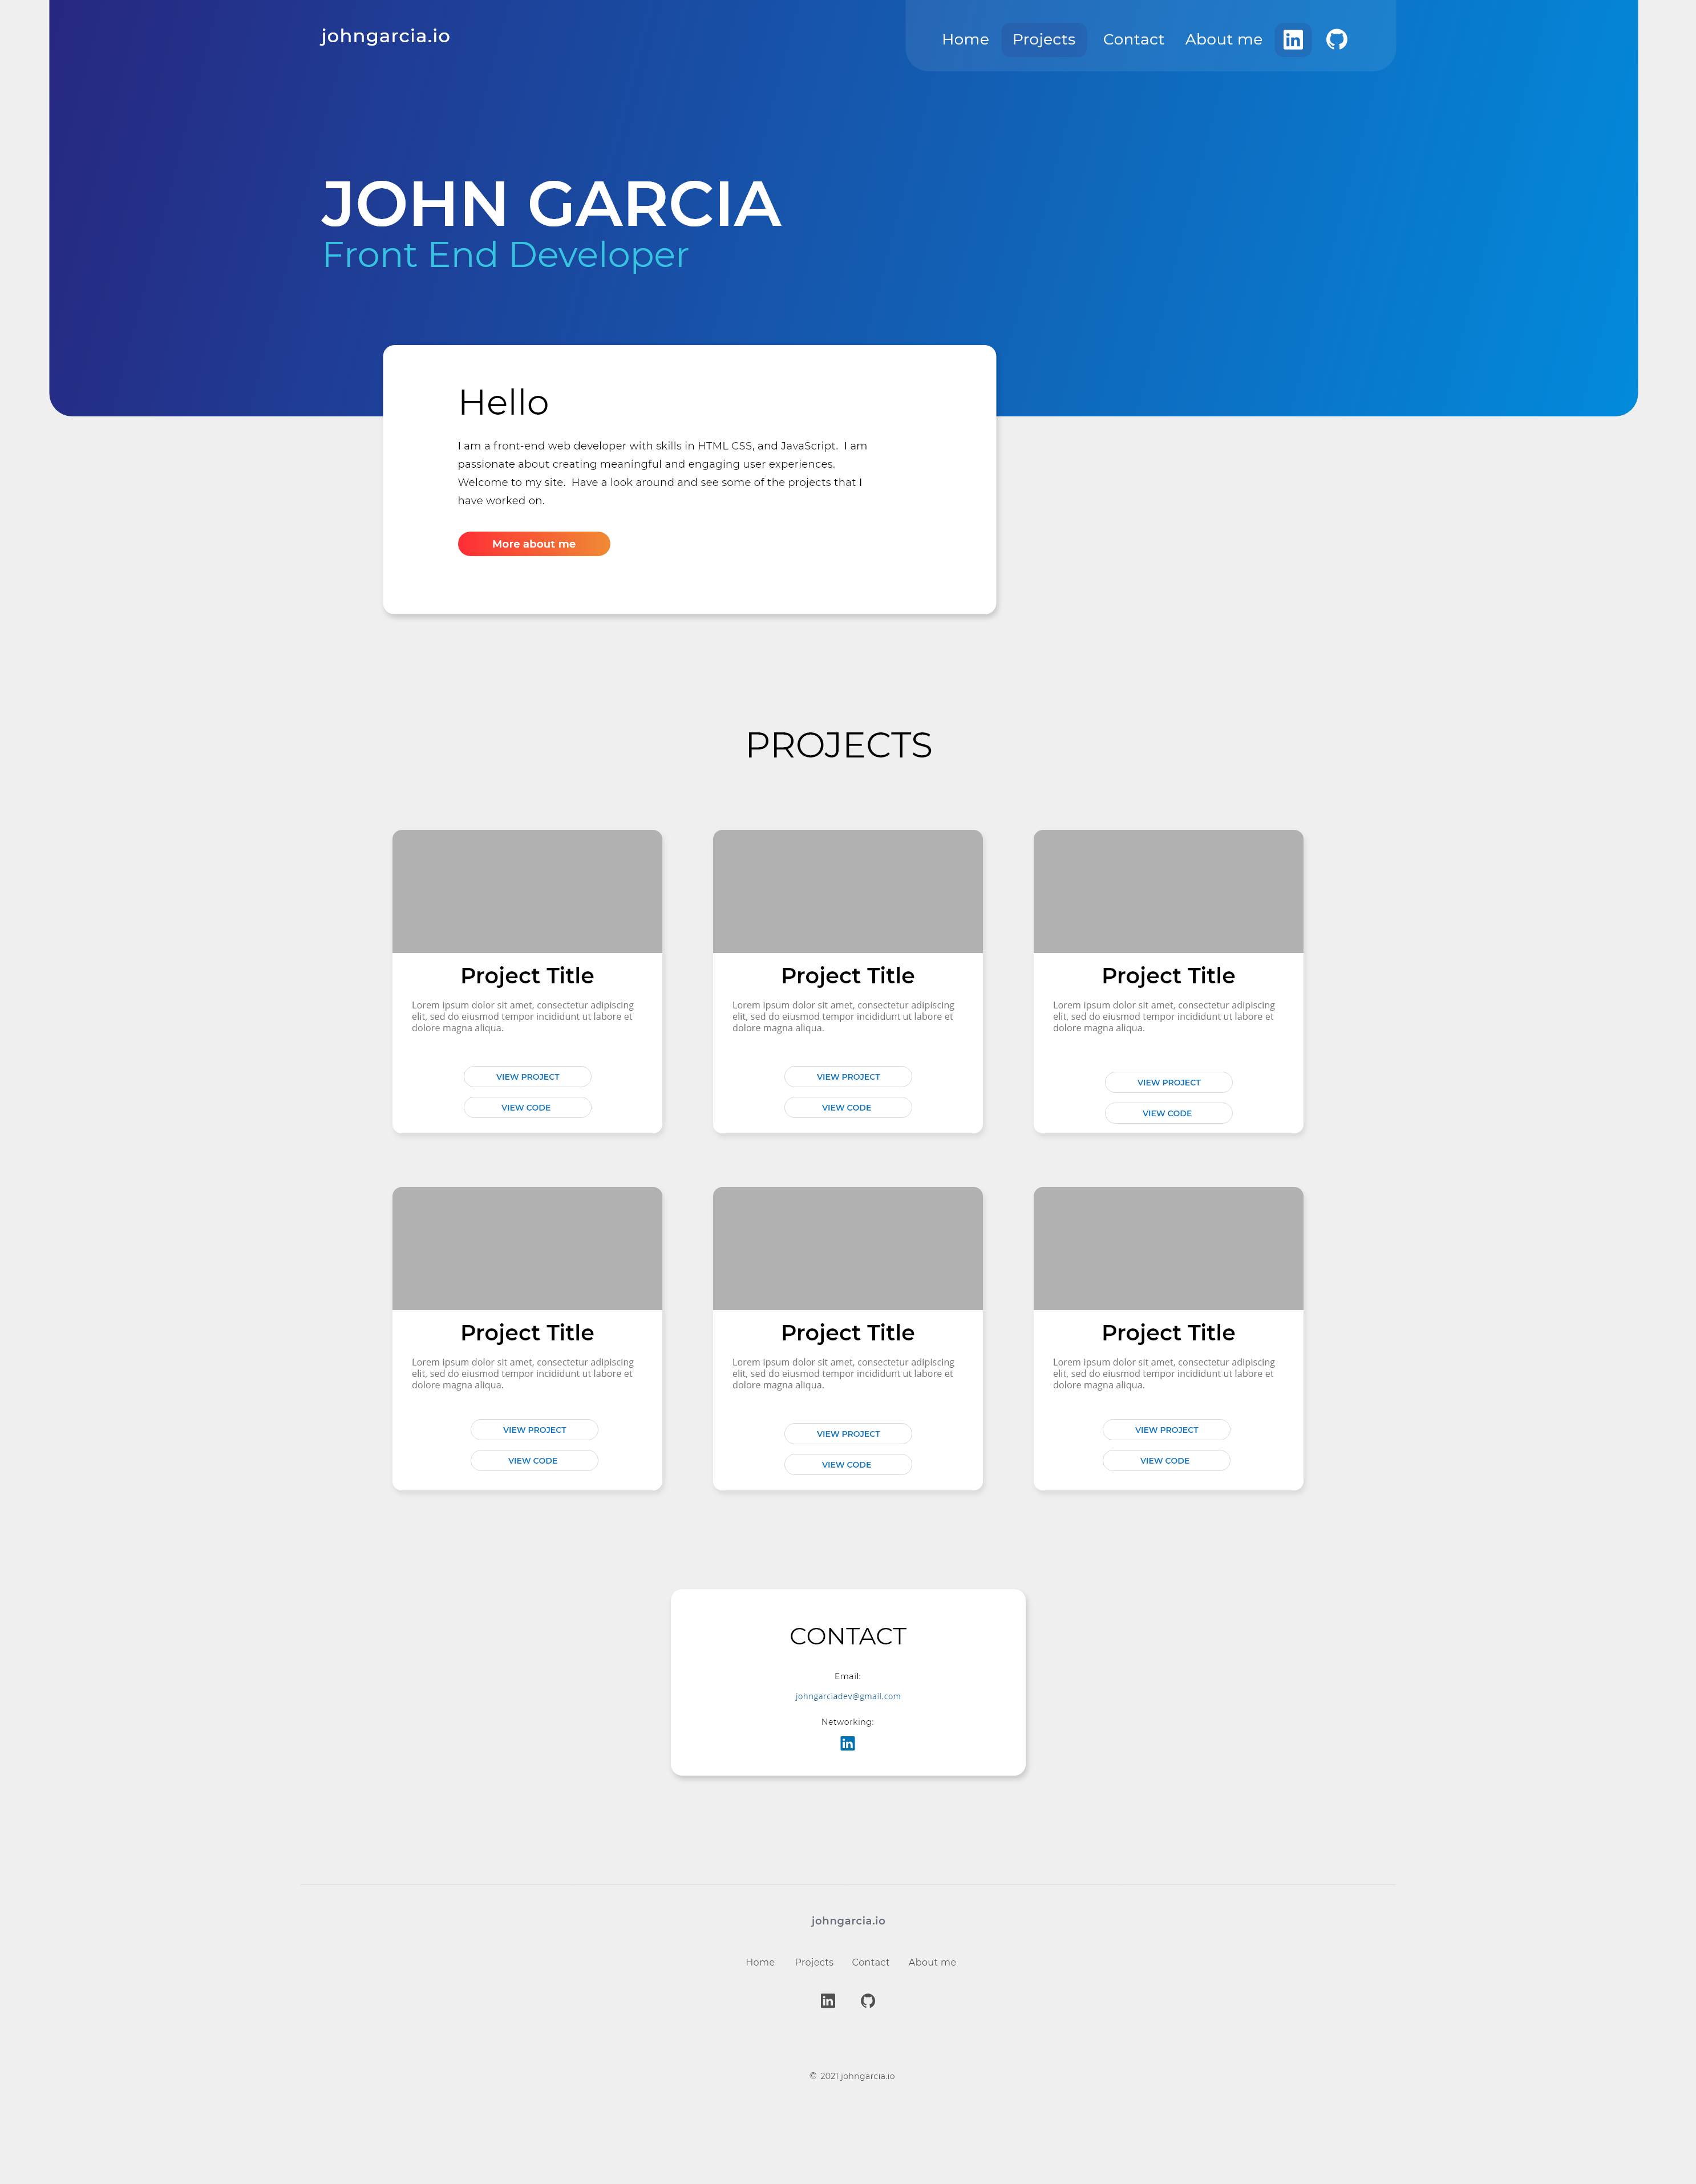 johngarcia.io
Home Projects Contact About me
JOHN GARCIA
Front End Developer
Hello
I am a front-end web developer with skills in HTML CSS, and JavaScript. I am
passionate about creating meaningful and engaging user experiences.
Welcome to my site. Have a look around and see some of the projects that I
have worked on.
More about me
PROJECTS
Project Title
Lorem ipsum dolor sit amet, consectetur adipiscing
elit, sed do eiusmod tempor incididunt ut labore et
dolore magna aliqua.
VIEW PROJECT
VIEW CODE
Project Title
Lorem ipsum dolor sit amet, consectetur adipiscing
elit, sed do eiusmod tempor incididunt ut labore et
dolore magna aliqua.
VIEW PROJECT
VIEW CODE
Project Title
Lorem ipsum dolor sit amet, consectetur adipiscing
elit, sed do eiusmod tempor incididunt ut labore et
dolore magna aliqua.
VIEW PROJECT
VIEW CODE
Project Title
Lorem ipsum dolor sit amet, consectetur adipiscing
elit, sed do eiusmod tempor incididunt ut labore et
dolore magna aliqua.
VIEW PROJECT
VIEW CODE
Project Title
Lorem ipsum dolor sit amet, consectetur adipiscing
elit, sed do eiusmod tempor incididunt ut labore et
dolore magna aliqua.
VIEW PROJECT
VIEW CODE
Project Title
Lorem ipsum dolor sit amet, consectetur adipiscing
elit, sed do eiusmod tempor incididunt ut labore et
dolore magna aliqua.
VIEW PROJECT
VIEW CODE
CONTACT
Email:
johngarciadev@gmail.com
Networking:
johngarcia.io
Home Projects Contact About me
© 2021 johngarcia.io